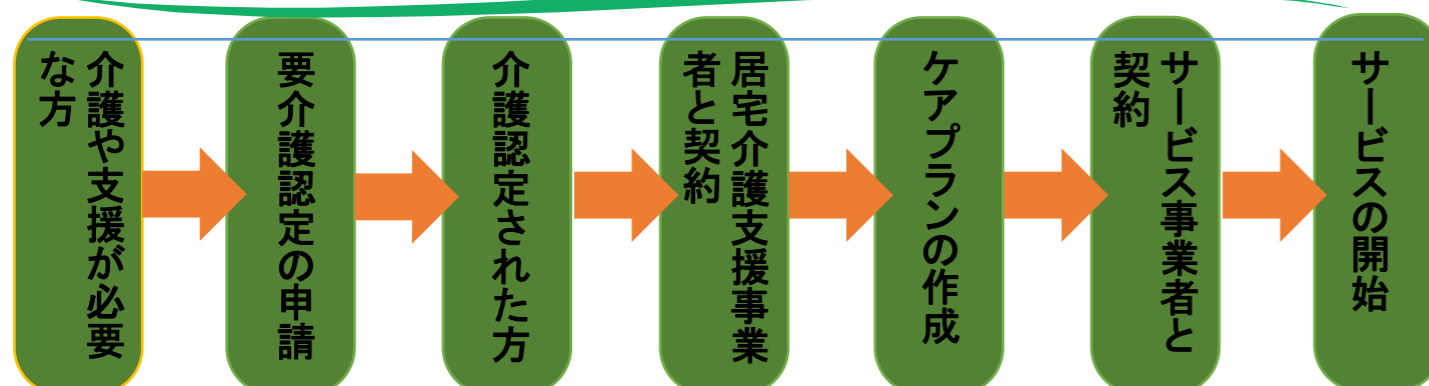 介護や支援が必要
な方
要介護認定の申請
介護認定された方
居宅介護支援事業
者と契約
ケアプランの作成
サービス事業者と
契約
サービスの開始